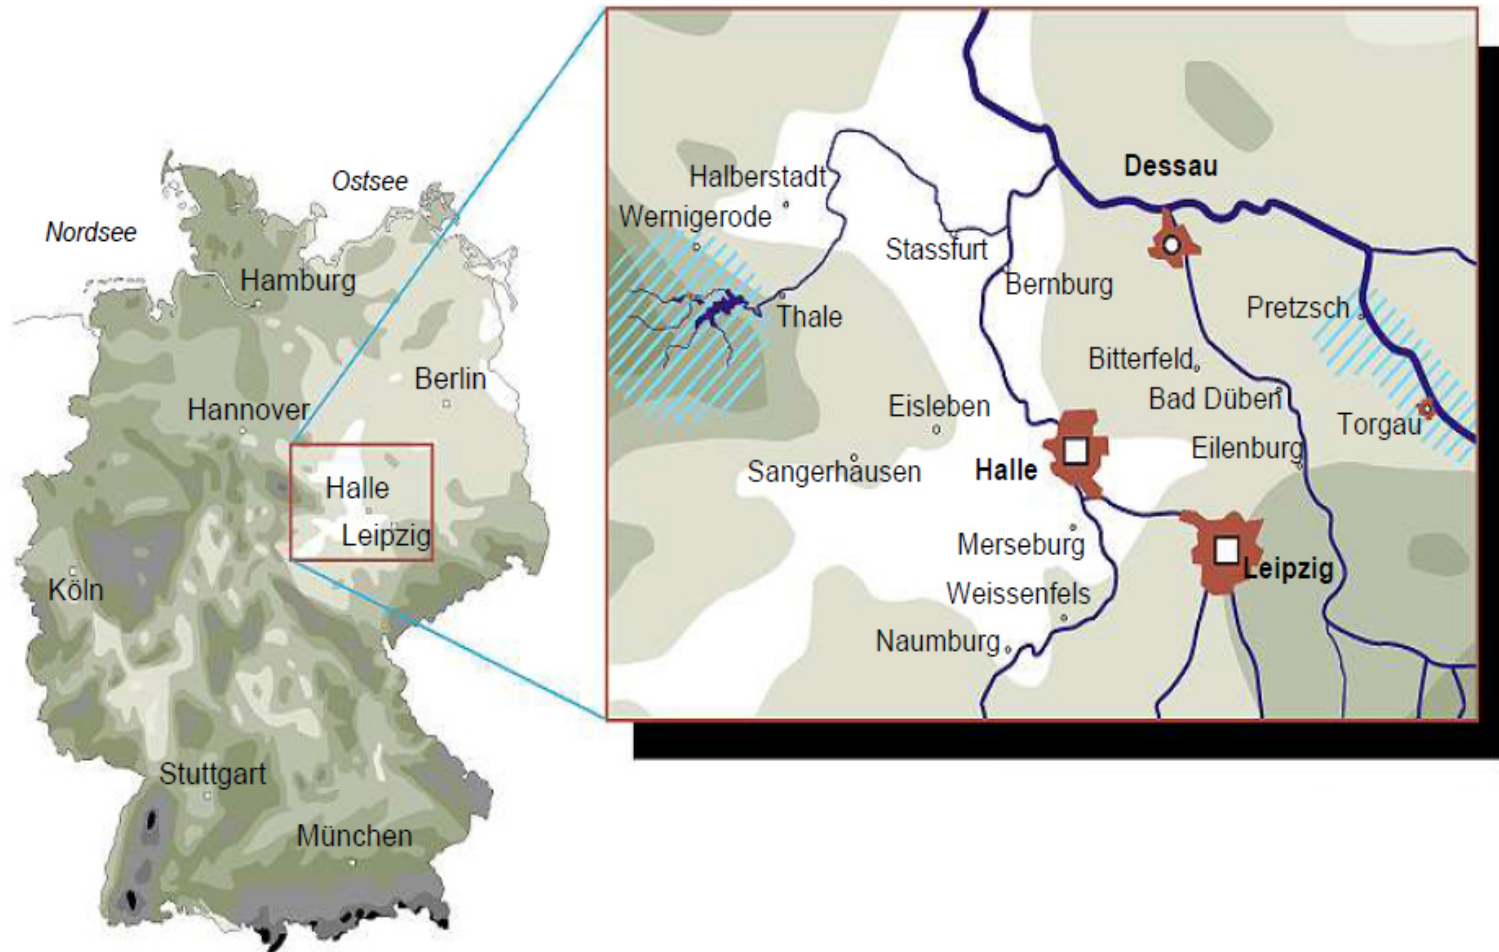 Ostsee
Nordsee
Hamburg
Berlin
Hannover
Halle
Leipzig
Köln
Stuttgart
München
Dessau
Halberstadt
Wernigerode
Stassfurt
Bernburg
Thale
Pretzsch
Bitterfeld
Bad Düben
Eisleben
Torgau
Eilenburg
Sangerhausen
Halle
Merseburg
Leipzig
Weissenfels
Naumburg